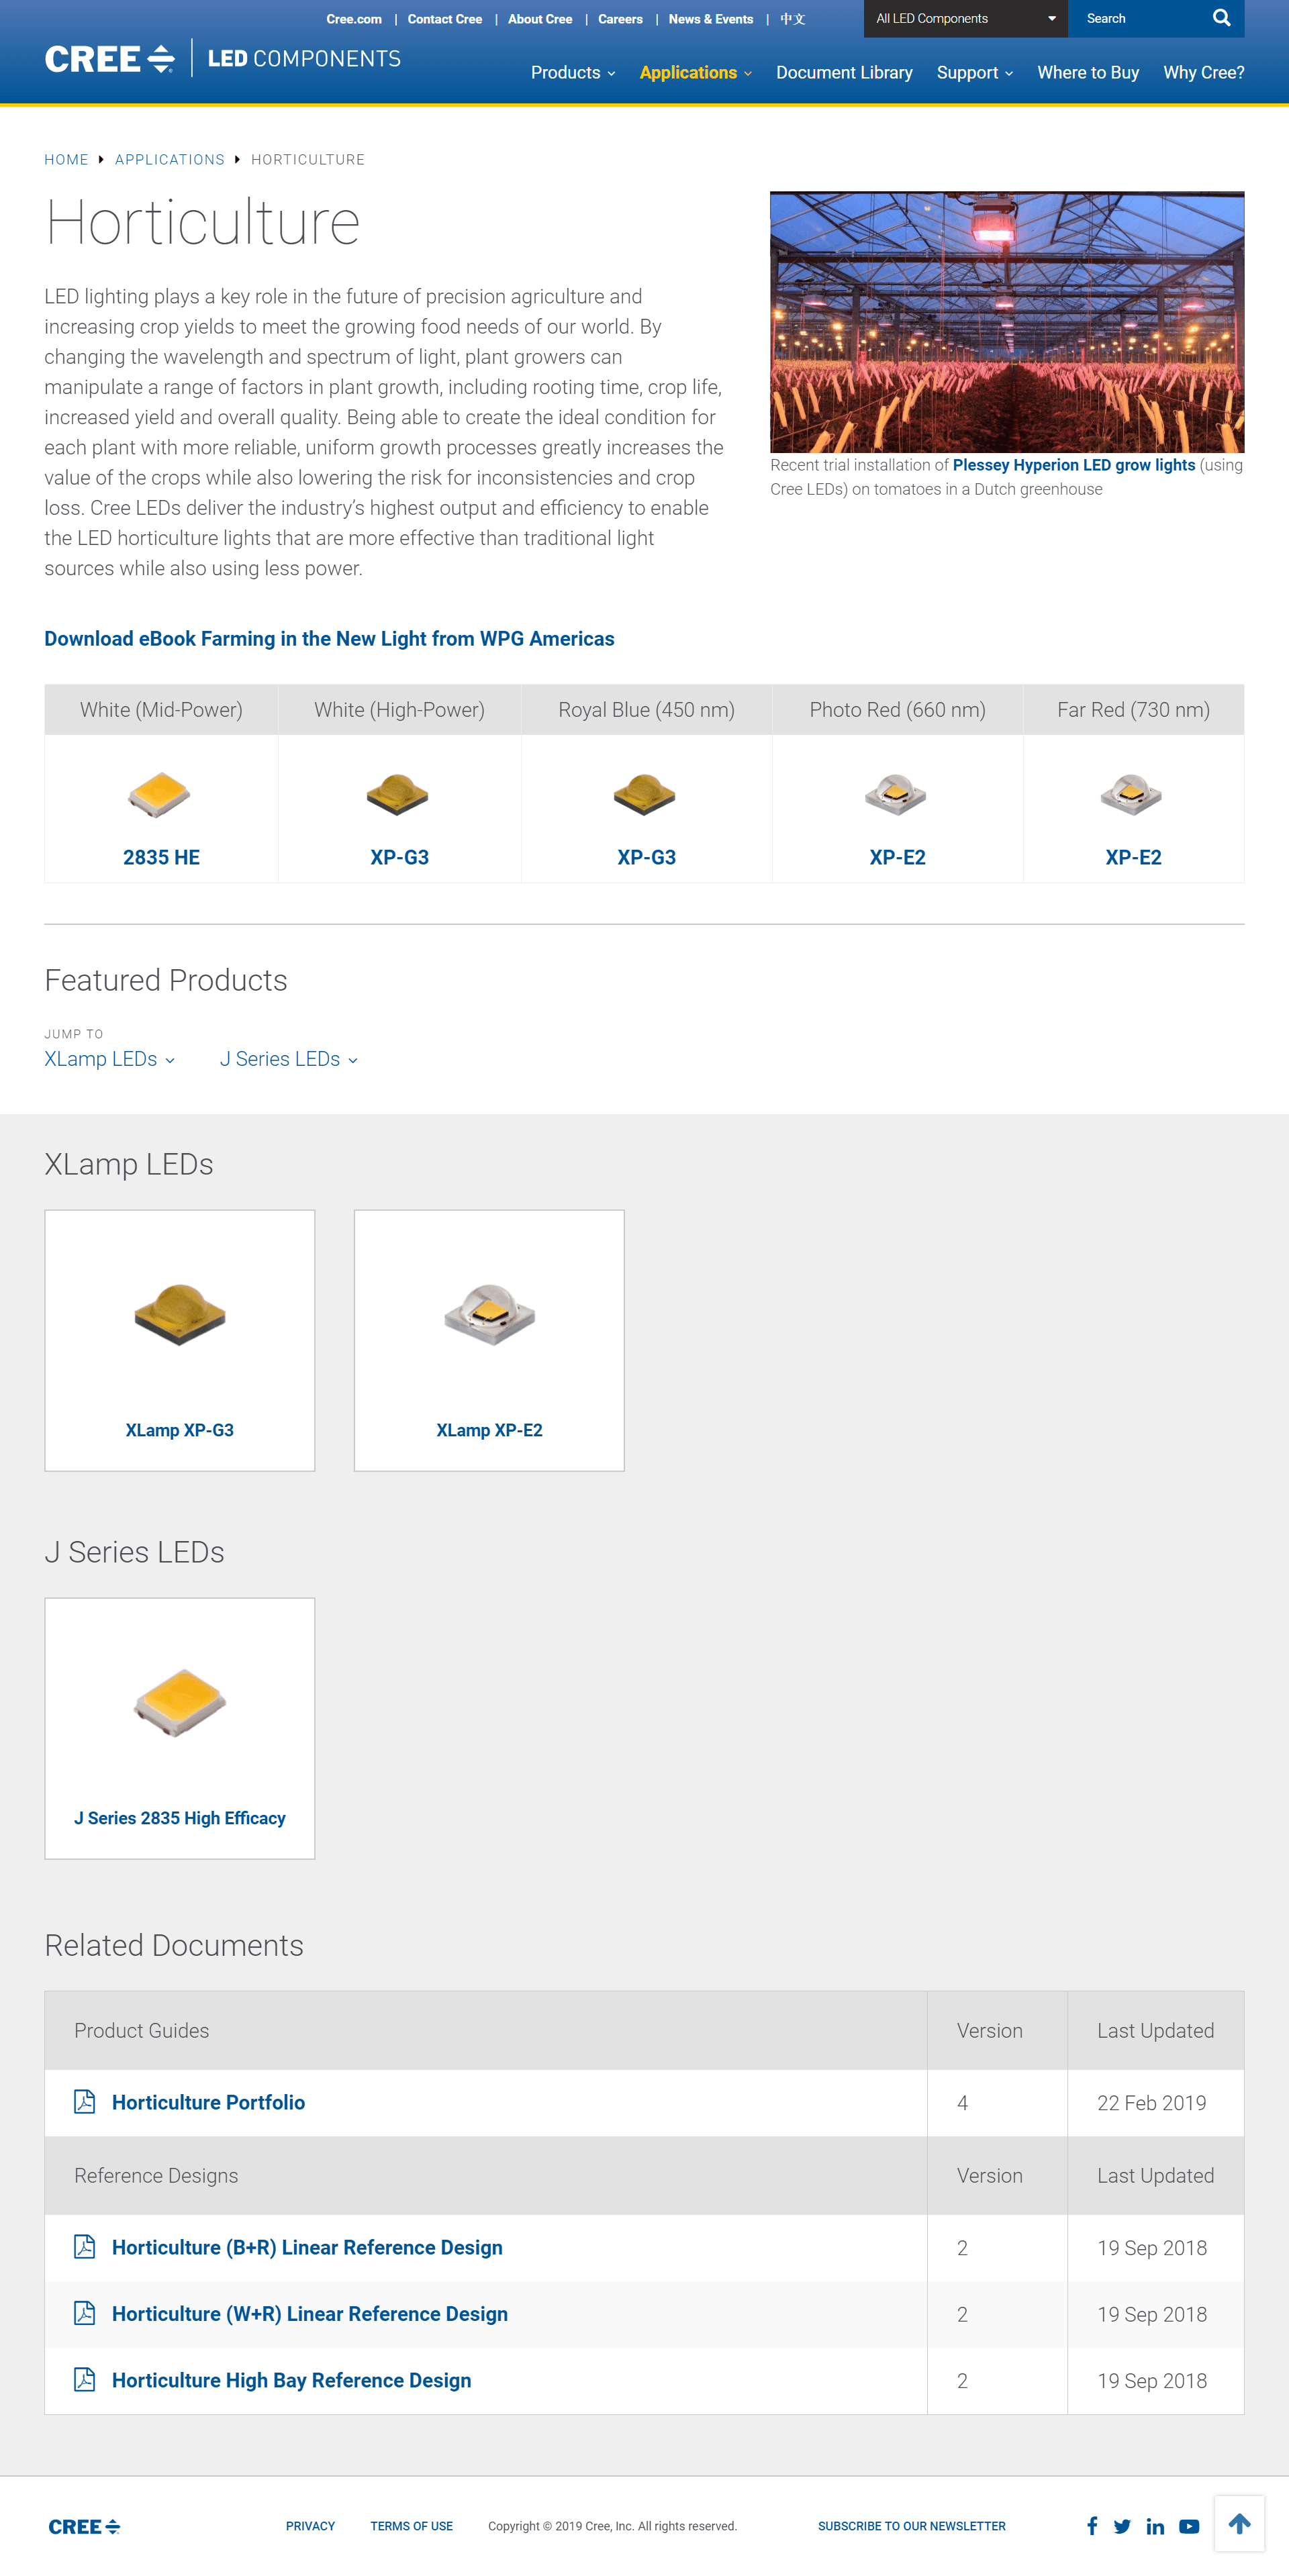 Cree.com | Contact Cree | About Cree | Careers | News & Events | 中文
All LED Components
Search
CREE LED COMPONENTS
Products
Applications
Document Library
Support
Where to Buy
Why Cree?
HOME APPLICATIONS HORTICULTURE
Horticulture
LED lighting plays a key role in the future of precision agriculture and
increasing crop yields to meet the growing food needs of our world. By
changing the wavelength and spectrum of light, plant growers can
manipulate a range of factors in plant growth, including rooting time, crop life,
increased yield and overall quality. Being able to create the ideal condition for
each plant with more reliable, uniform growth processes greatly increases the
value of the crops while also lowering the risk for inconsistencies and crop
loss. Cree LEDs deliver the industry’s highest output and efficiency to enable
the LED horticulture lights that are more effective than traditional light
sources while also using less power.
Recent trial installation of Plessey Hyperion LED grow lights (using
Cree LEDs) on tomatoes in a Dutch greenhouse
Download eBook Farming in the New Light from WPG Americas
White (Mid-Power) White (High-Power) Royal Blue (450 nm) Photo Red (660 nm) Far Red (730 nm)
2835 HE XP-G3 XP-G3 XP-E2 XP-E2
Featured Products
JUMP TO
XLamp LEDs J Series LEDs
XLamp LEDs
XLamp XP-G3 XLamp XP-E2
J Series LEDs
J Series 2835 High Efficacy
Related Documents
Product Guides Version Last Updated
Horticulture Portfolio 4 22 Feb 2019
Reference Designs Version Last Updated
Horticulture (B+R) Linear Reference Design 2 19 Sep 2018
Horticulture (W+R) Linear Reference Design 2 19 Sep 2018
Horticulture High Bay Reference Design 2 19 Sep 2018
CREE PRIVACY TERMS OF USE Copyright © 2019 Cree, Inc. All rights reserved. SUBSCRIBE TO OUR NEWSLETTER